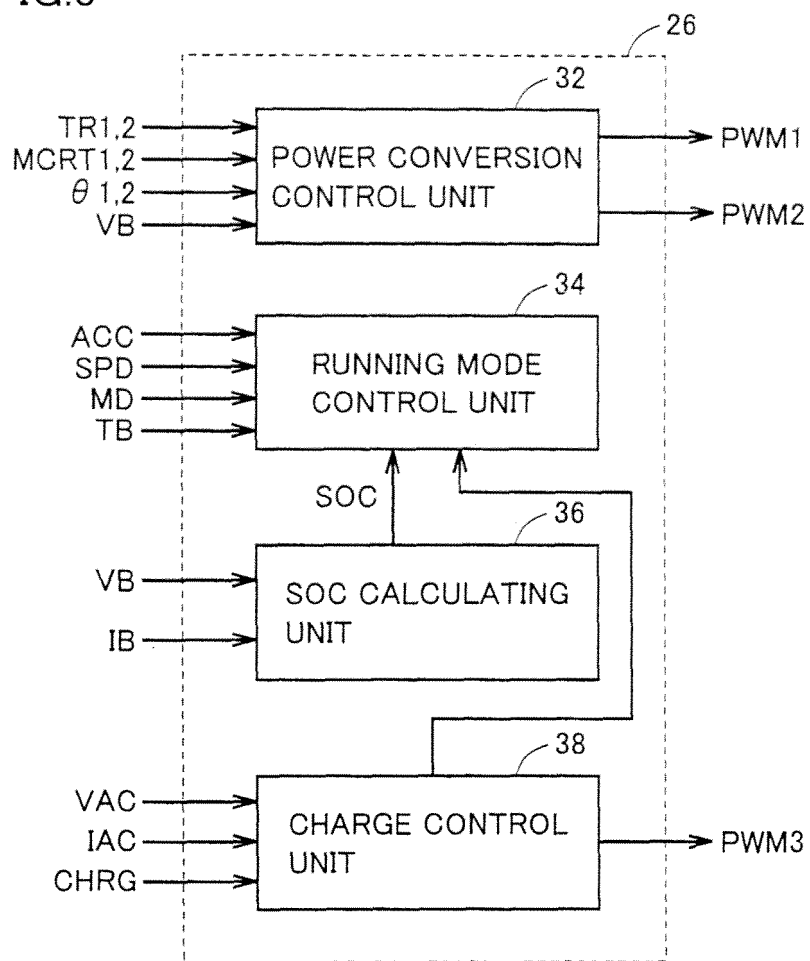 26
32
TR1,2
MCRT1,2
θ 1,2
VB
POWER CONVERSION
CONTROL UNIT
PWM1
PWM2
34
ACC
SPD
MD
TB
RUNNING MODE
CONTROL UNIT
SOC
36
VB
IB
SOC CALCULATING
UNIT
38
VAC
IAC
CHRG
CHARGE CONTROL
UNIT
PWM3